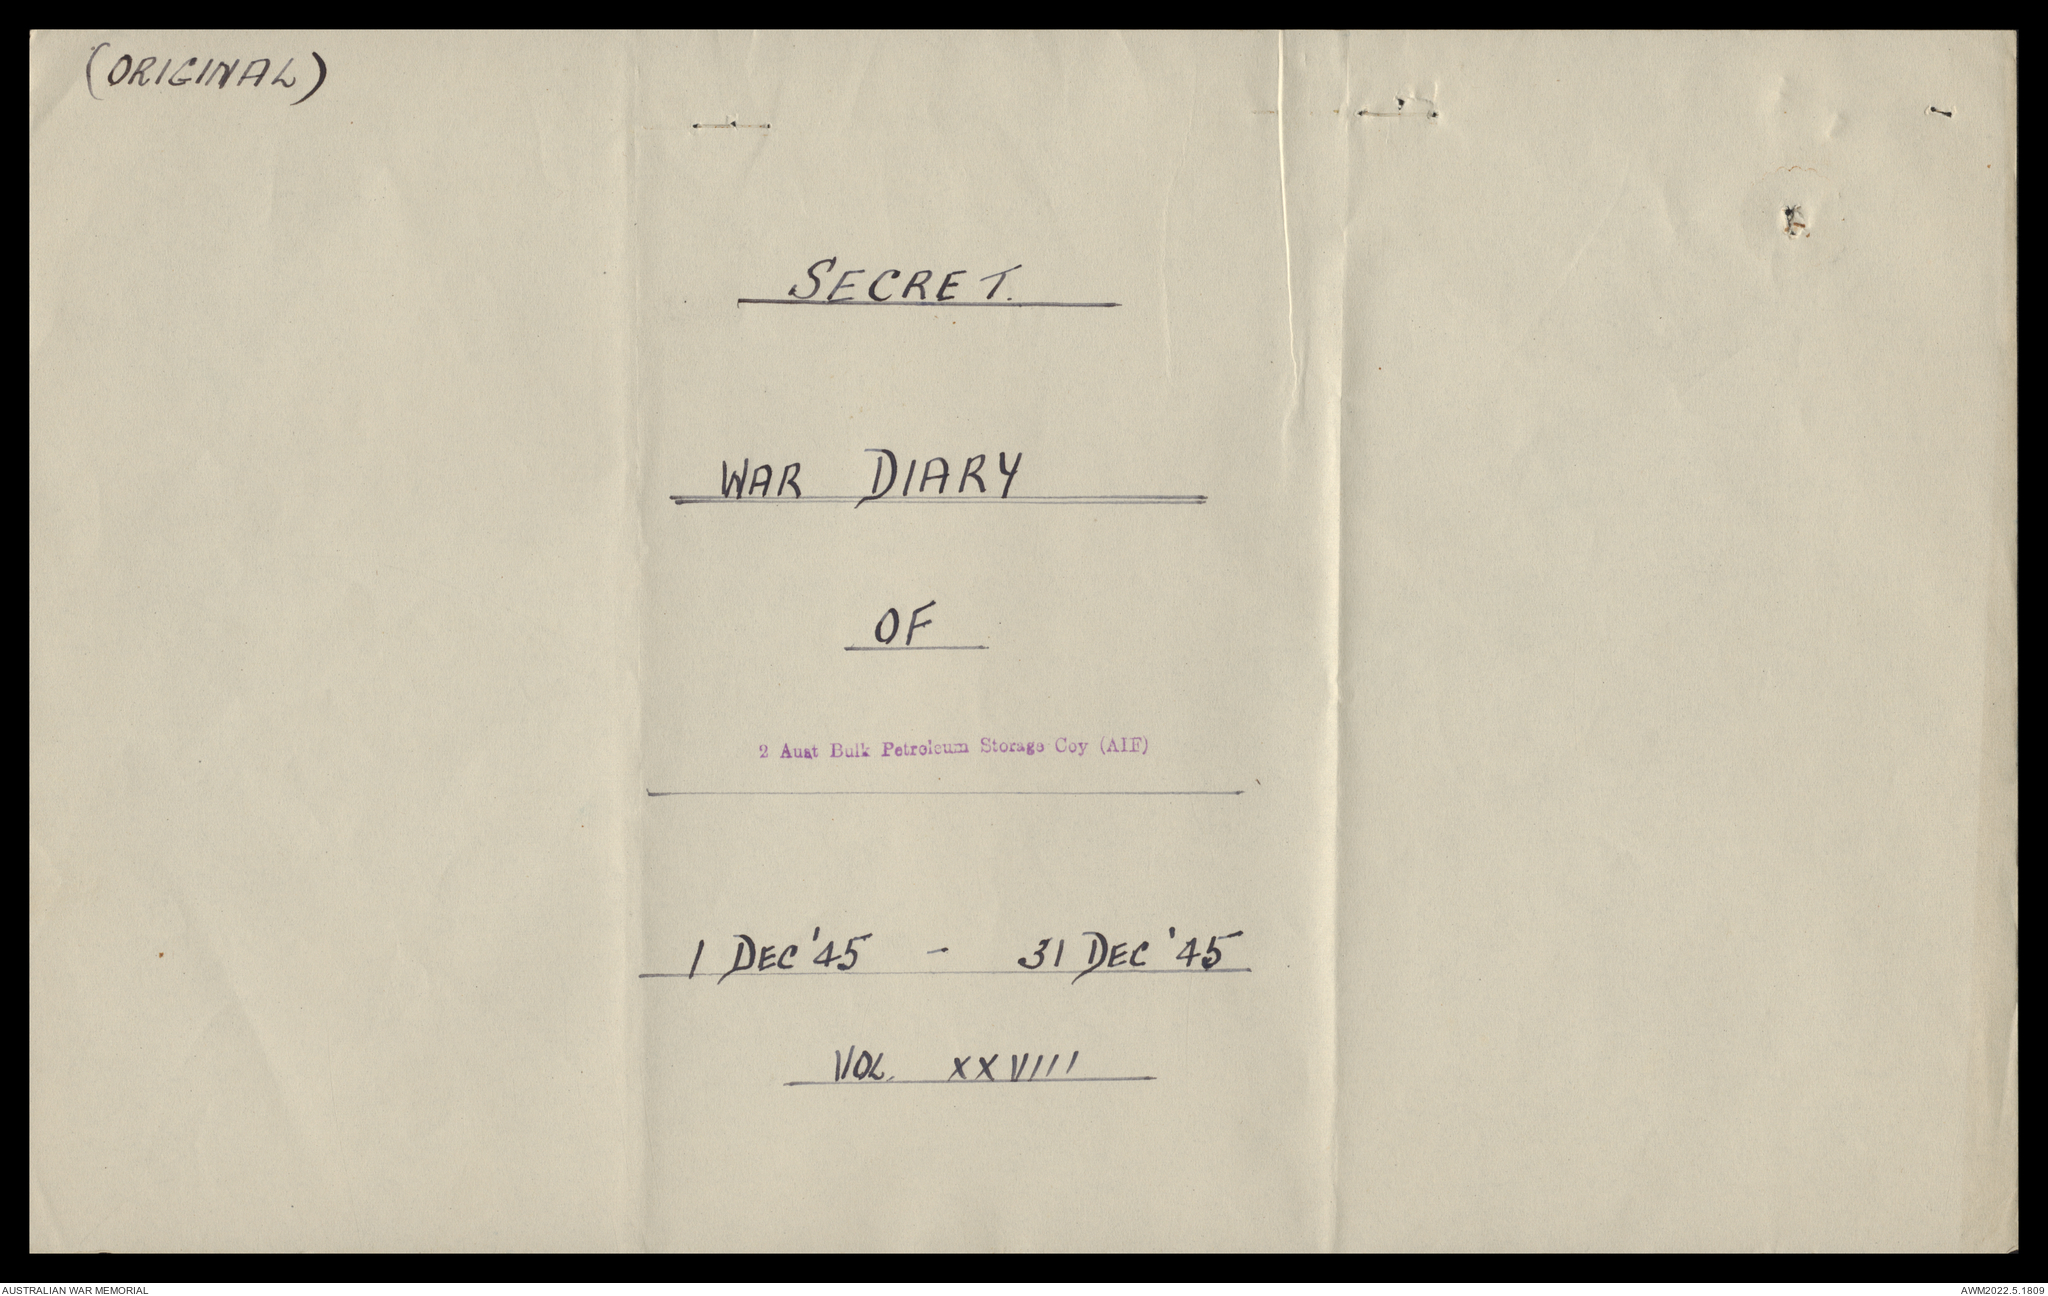 (ORIGINAL)
SECRET.
WAR DIARY
OF
2 Aust Bulk Petroleum Storage Coy (AIF)
1 DEC '45 - 31 DEC '45
VOL. XXVIII
AUSTRALIAN WAR MEMORIAL
AWM2022.5.1809